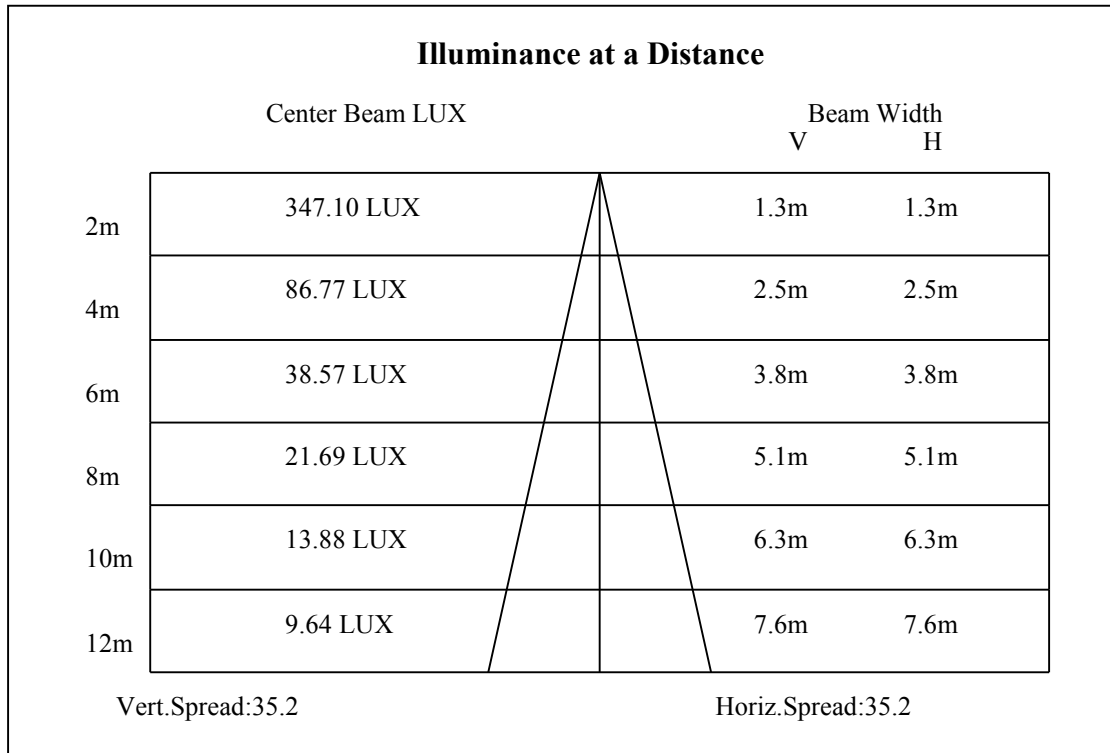 Illuminance at a Distance
Center Beam LUX Beam Width
V H
2m 347.10 LUX 1.3m 1.3m
4m 86.77 LUX 2.5m 2.5m
6m 38.57 LUX 3.8m 3.8m
8m 21.69 LUX 5.1m 5.1m
10m 13.88 LUX 6.3m 6.3m
12m 9.64 LUX 7.6m 7.6m
Vert.Spread:35.2 Horiz.Spread:35.2